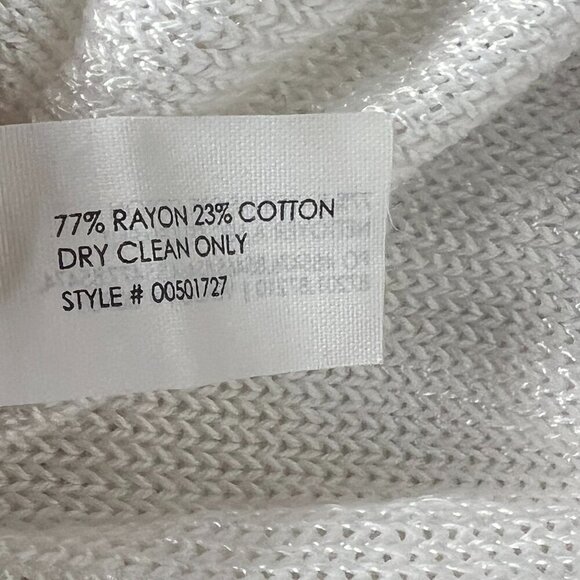 77% RAYON 23% COTTON
DRY CLEAN ONLY
STYLE # 00501727